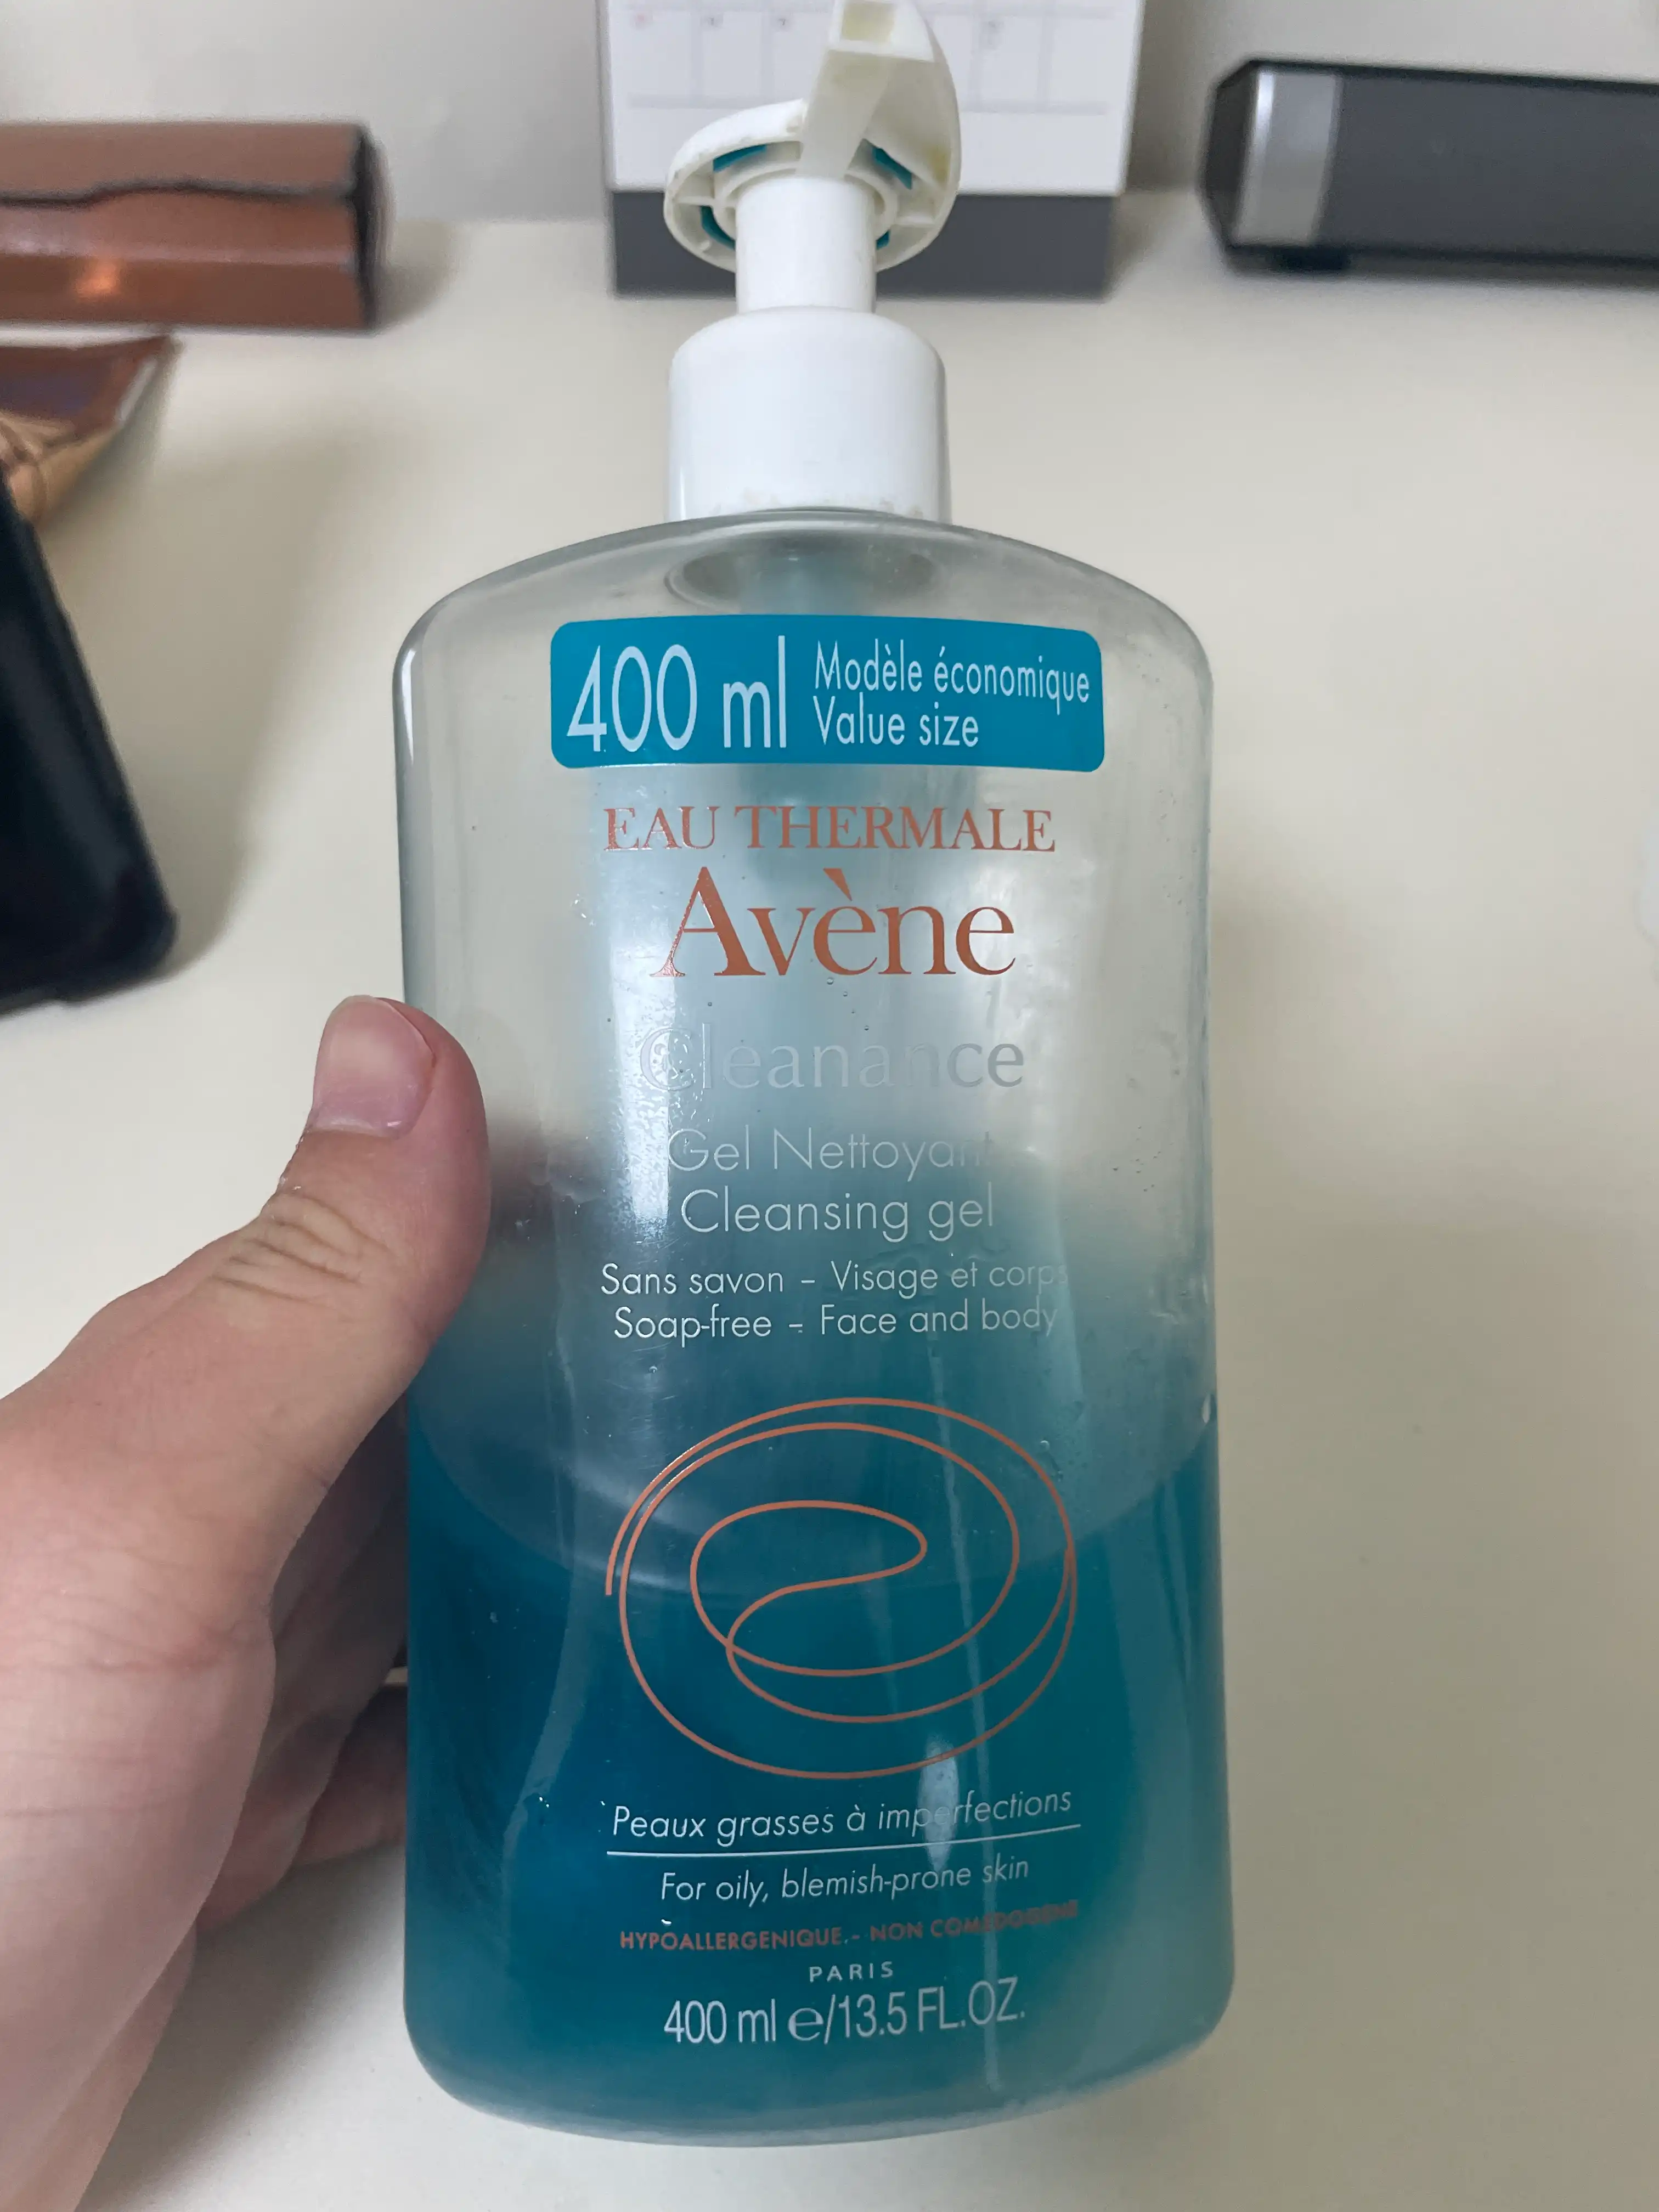 400 ml
Modèle économique
Value size
EAU THERMALE
Avène
Cleanance
Gel Nettoyant
Cleansing gel
Sans savon – Visage et corps
Soap-free – Face and body
Peaux grasses à imperfections
For oily, blemish-prone skin
HYPOALLERGENIQUE - NON COMEDOGENE
PARIS
400 ml e/13.5 FL.OZ.